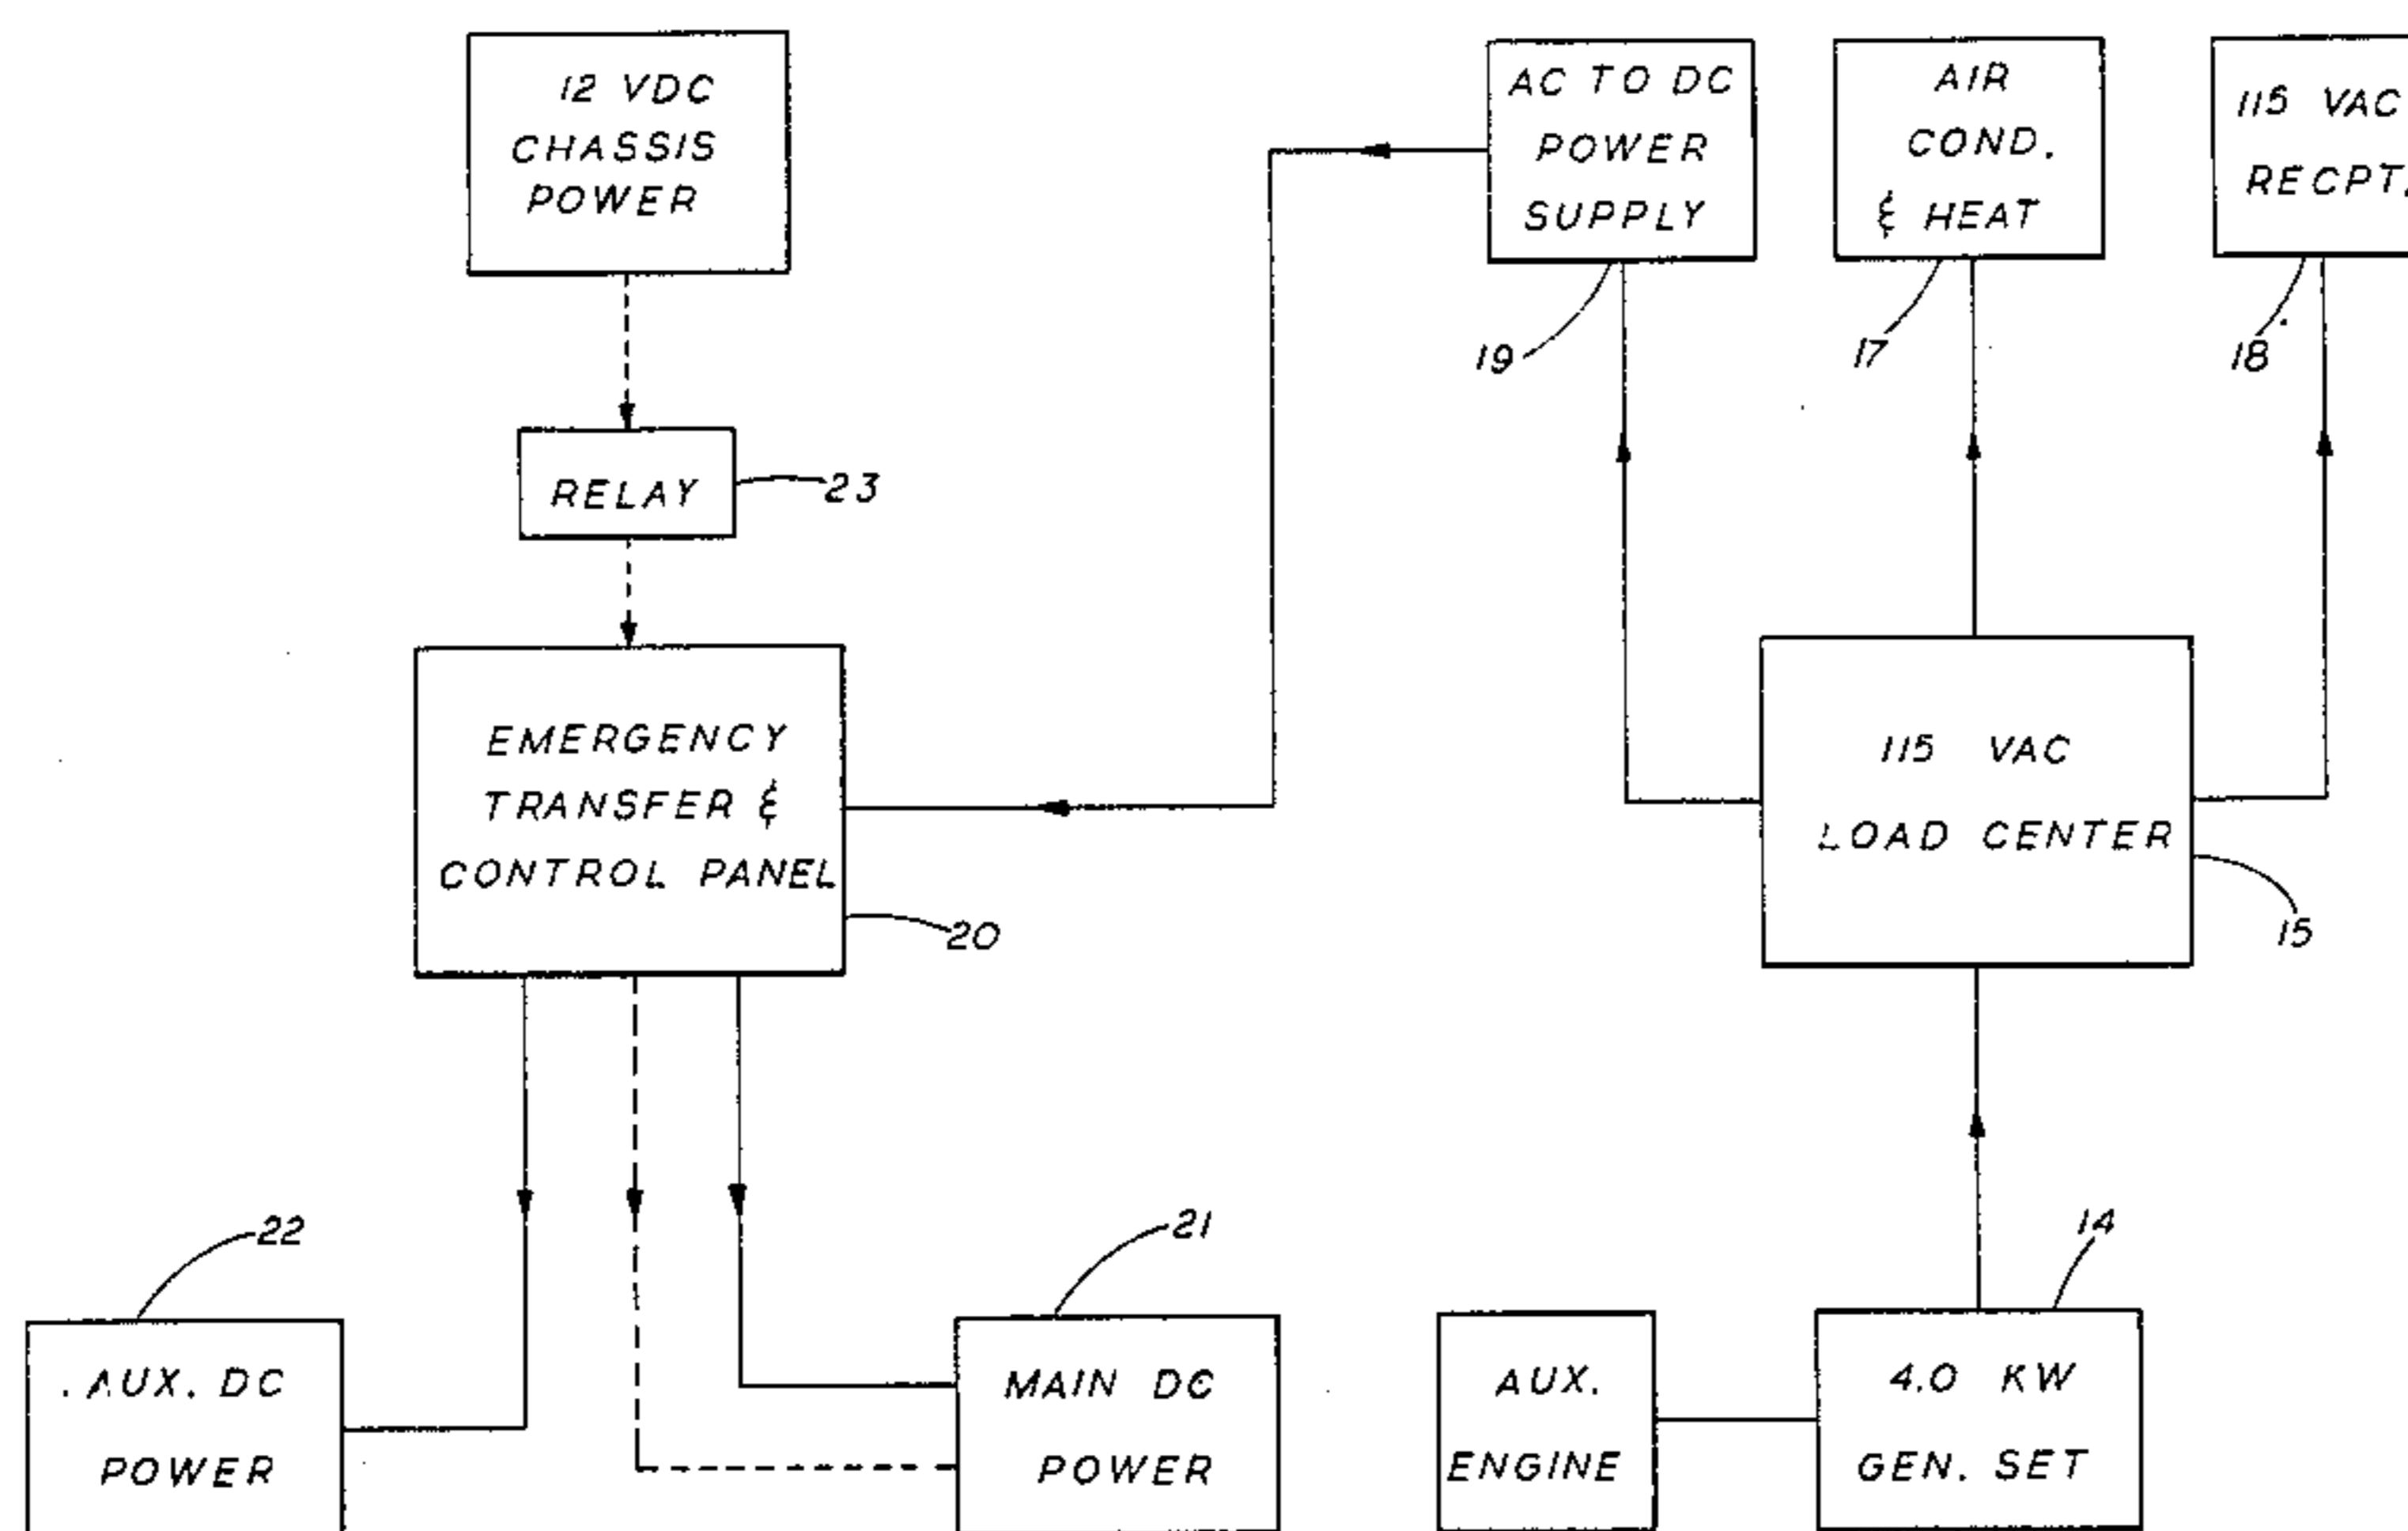 12 VDC
CHASSIS
POWER
AC TO DC
POWER
SUPPLY
AIR
COND.
& HEAT
115 VAC
RECPT.
19
17
18
RELAY
23
EMERGENCY
TRANSFER &
CONTROL PANEL
20
115 VAC
LOAD CENTER
15
22
21
14
AUX. DC
POWER
MAIN DC
POWER
AUX.
ENGINE
4.0 KW
GEN. SET